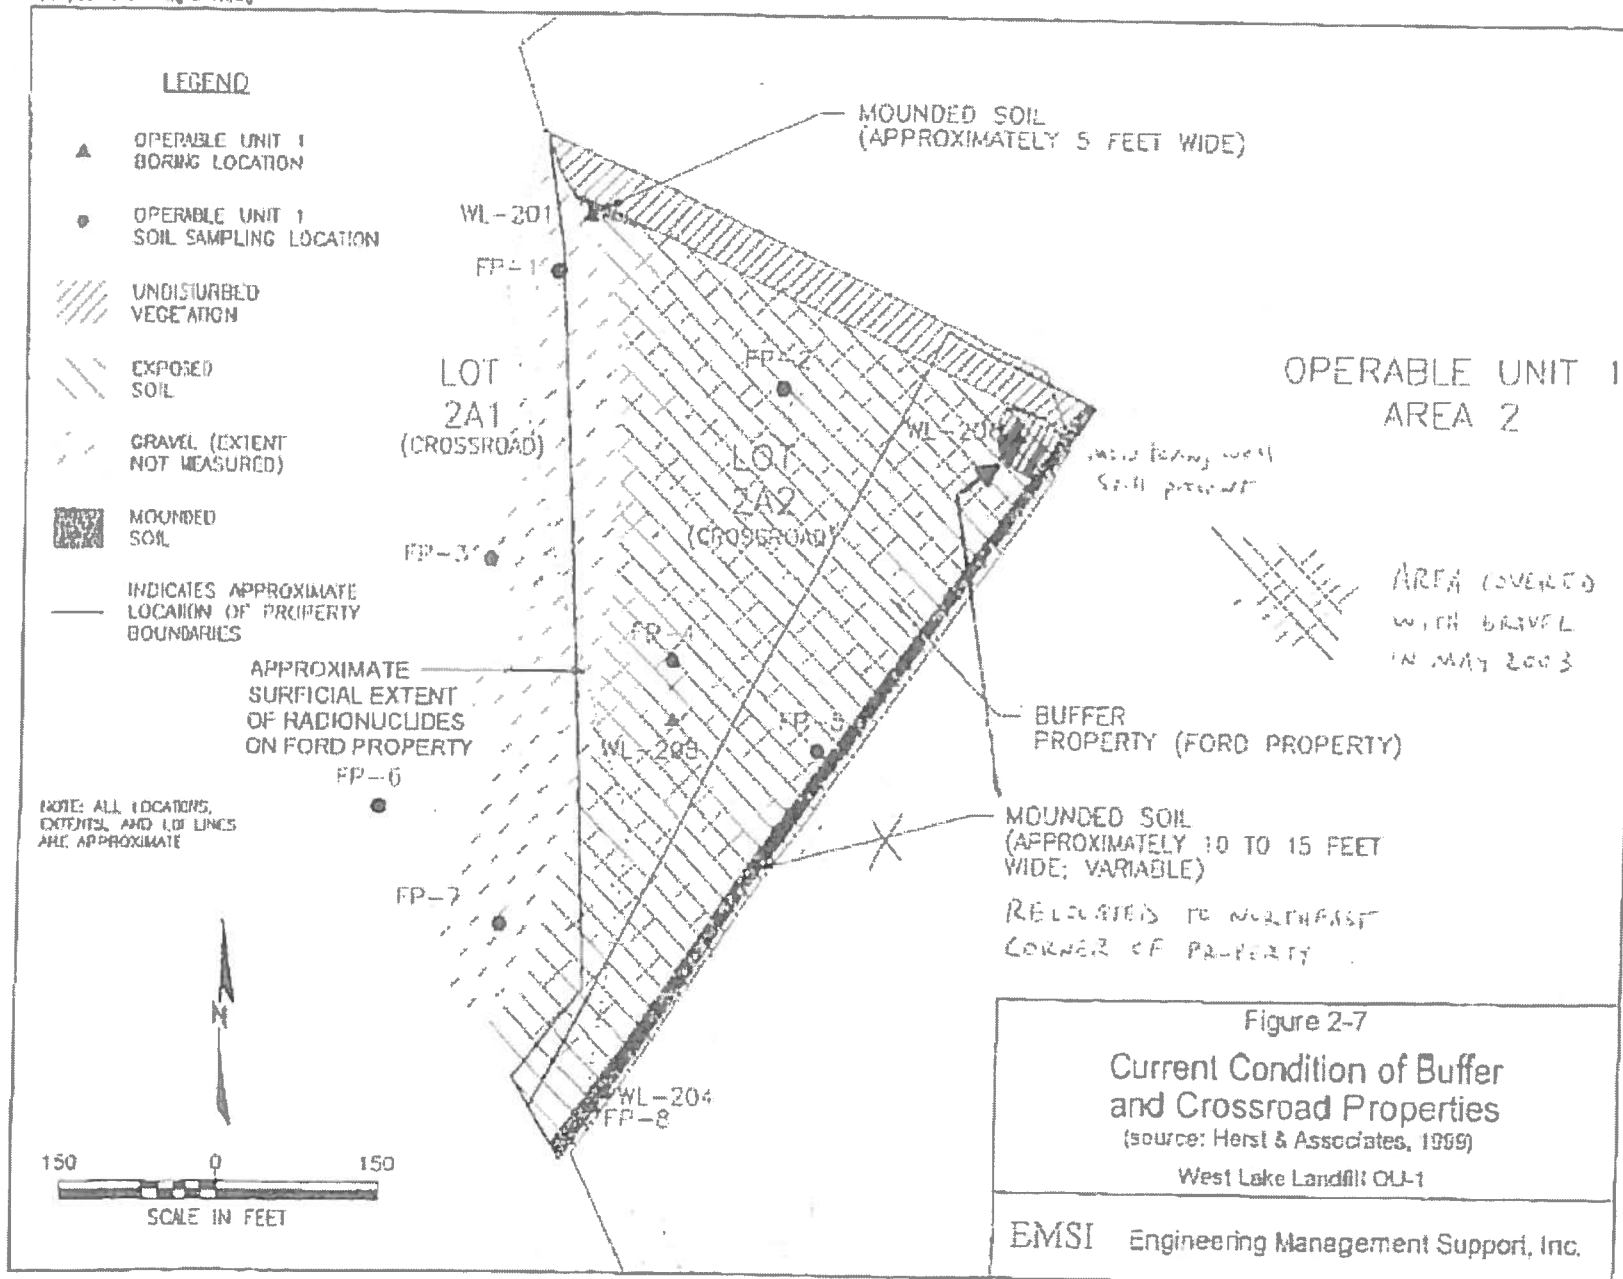 LEGEND
OPERABLE UNIT 1
BORING LOCATION
OPERABLE UNIT 1
SOIL SAMPLING LOCATION
UNDISTURBED
VEGETATION
EXPOSED
SOIL
GRAVEL (EXTENT
NOT MEASURED)
MOUNDED
SOIL
INDICATES APPROXIMATE
LOCATION OF PROPERTY
BOUNDARIES
APPROXIMATE
SURFICIAL EXTENT
OF RADIONUCLIDES
ON FORD PROPERTY
NOTE: ALL LOCATIONS,
EXTENTS, AND LOT LINES
ARE APPROXIMATE
N
150 0 150
SCALE IN FEET
MOUNDED SOIL
(APPROXIMATELY 5 FEET WIDE)
WL-201
FP-1
LOT
2A1
(CROSSROAD)
FP-2
LOT
2A2
(CROSSROAD)
FP-3
FP-4
WL-203
FP-5
FP-6
FP-7
WL-204
FP-8
OPERABLE UNIT 1
AREA 2
well
still present
AREA COVERED
WITH GRAVEL
IN MAY 2003
BUFFER
PROPERTY (FORD PROPERTY)
MOUNDED SOIL
(APPROXIMATELY 10 TO 15 FEET
WIDE; VARIABLE)
RELOCATED TO NORTHEAST
CORNER OF PROPERTY
Figure 2-7
Current Condition of Buffer
and Crossroad Properties
(source: Herst & Associates, 1999)
West Lake Landfill OU-1
EMSI Engineering Management Support, Inc.